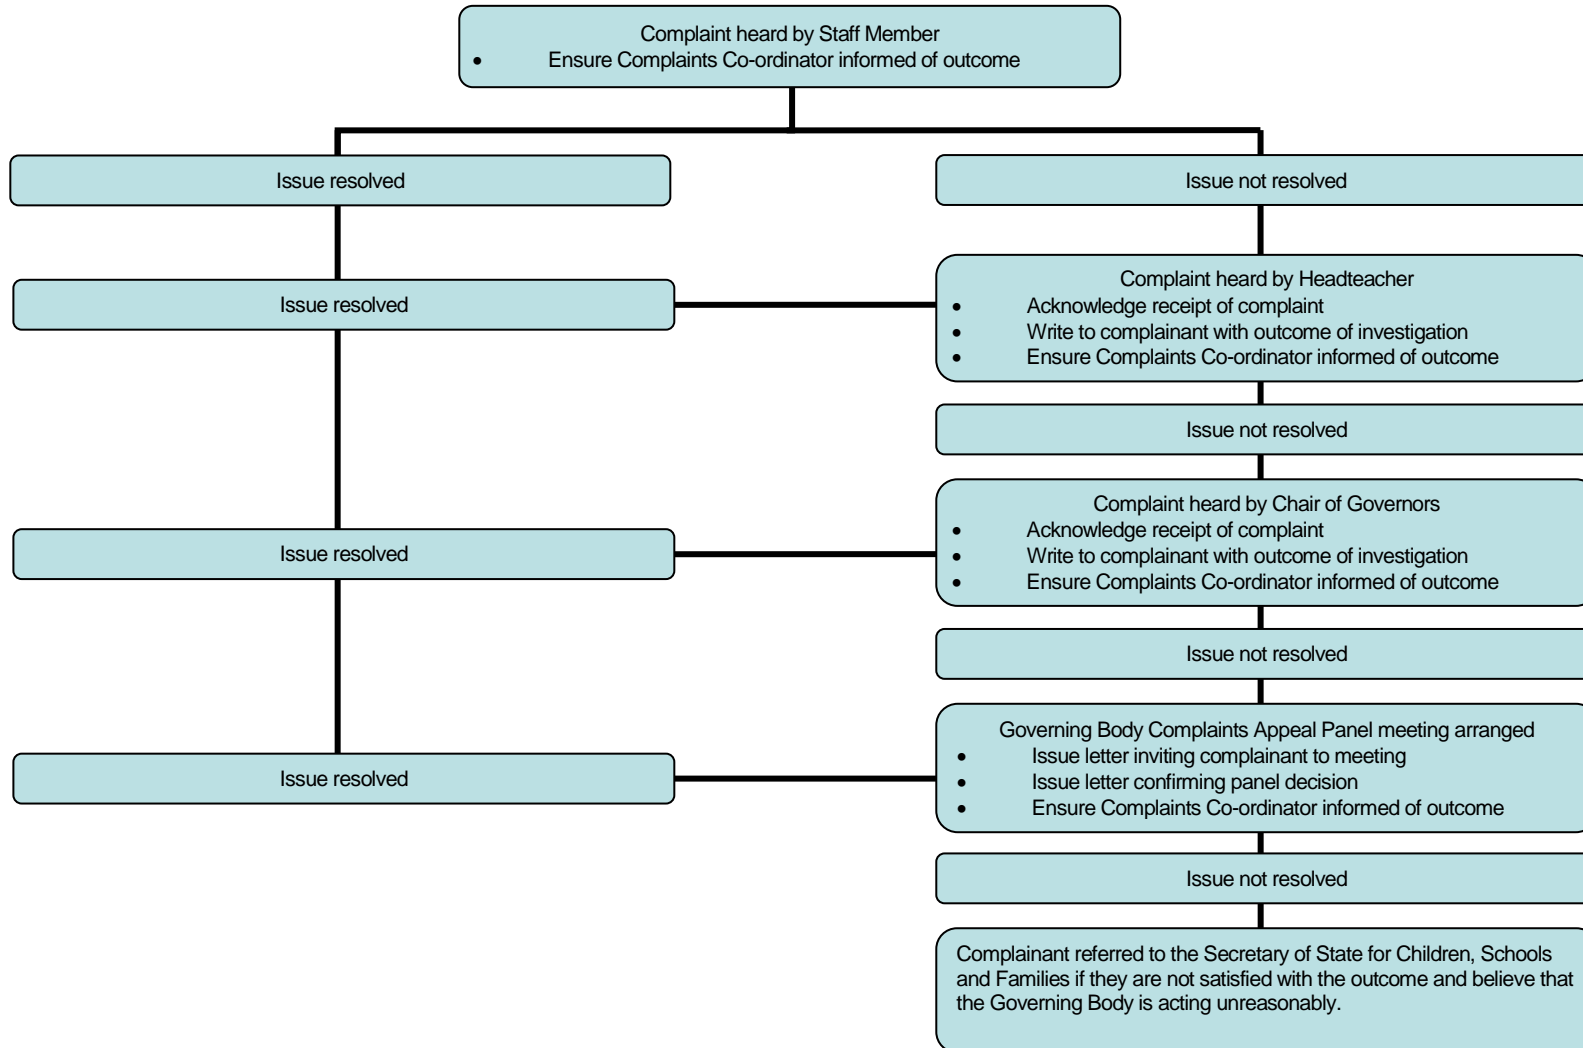 Complaint heard by Staff Member
• Ensure Complaints Co-ordinator informed of outcome
Issue resolved
Issue not resolved
Issue resolved
Complaint heard by Headteacher
• Acknowledge receipt of complaint
• Write to complainant with outcome of investigation
• Ensure Complaints Co-ordinator informed of outcome
Issue not resolved
Issue resolved
Complaint heard by Chair of Governors
• Acknowledge receipt of complaint
• Write to complainant with outcome of investigation
• Ensure Complaints Co-ordinator informed of outcome
Issue not resolved
Issue resolved
Governing Body Complaints Appeal Panel meeting arranged
• Issue letter inviting complainant to meeting
• Issue letter confirming panel decision
• Ensure Complaints Co-ordinator informed of outcome
Issue not resolved
Complainant referred to the Secretary of State for Children, Schools
and Families if they are not satisfied with the outcome and believe that
the Governing Body is acting unreasonably.